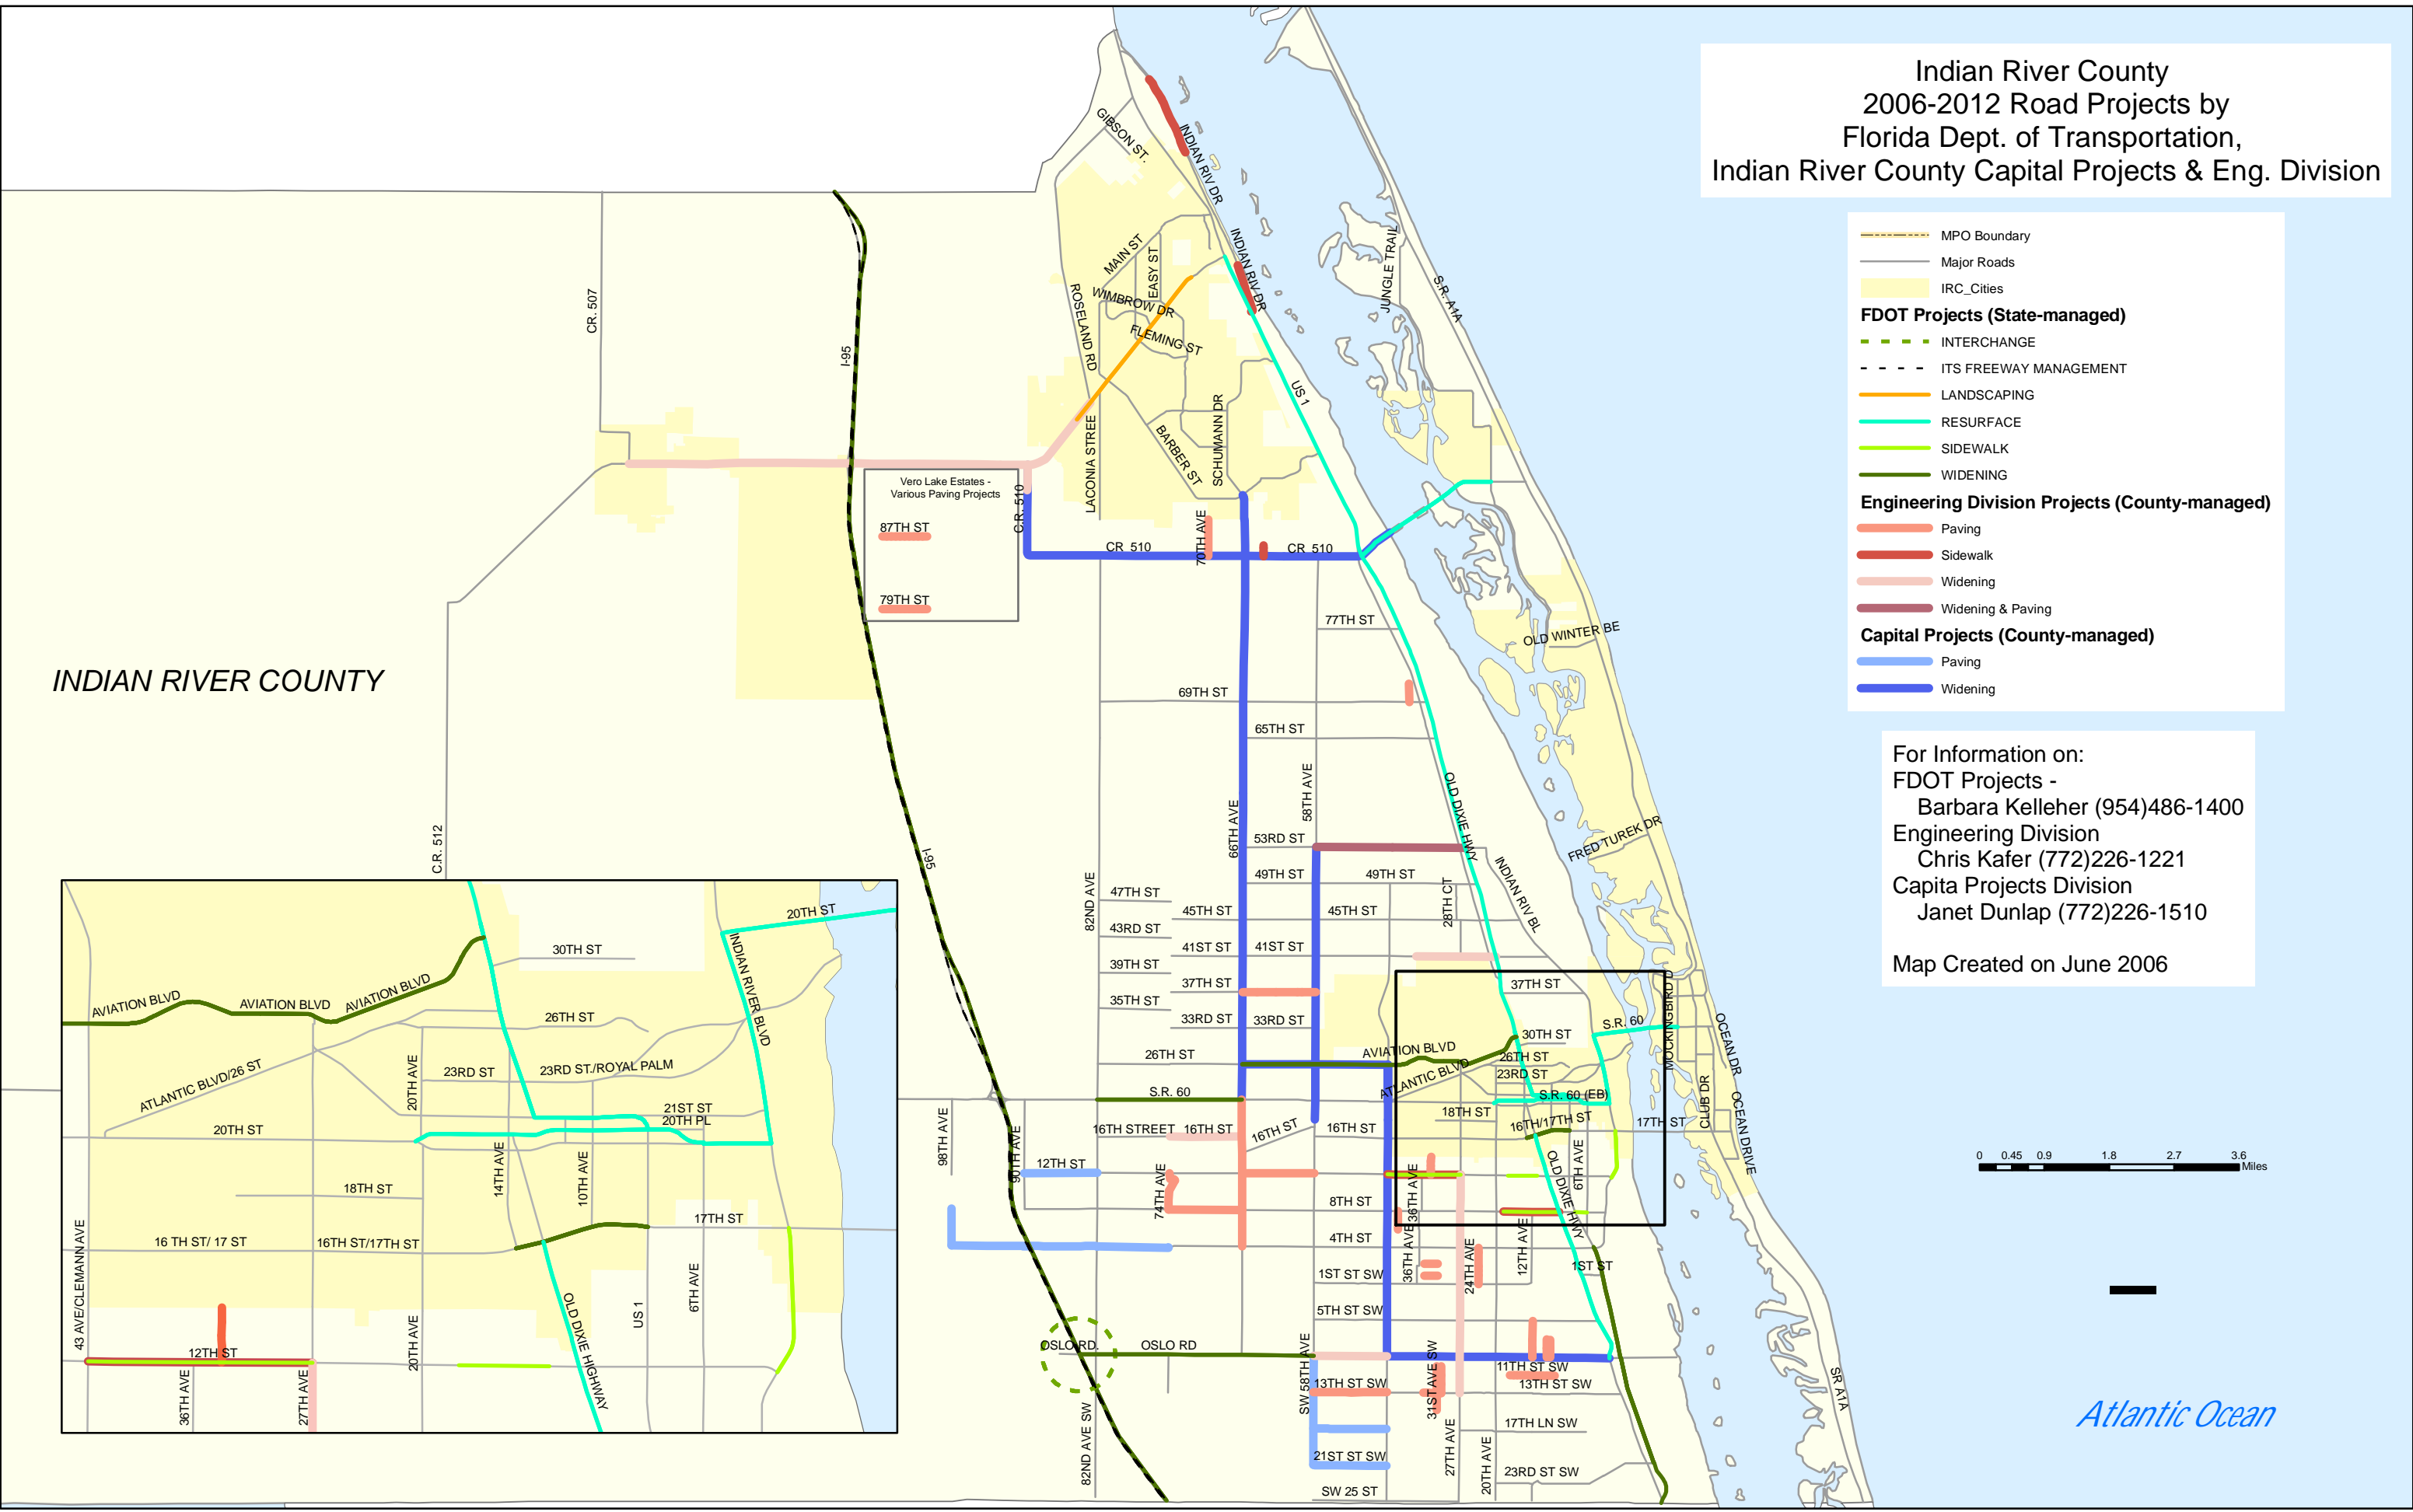 Indian River County
2006-2012 Road Projects by
Florida Dept. of Transportation,
Indian River County Capital Projects & Eng. Division
MPO Boundary
Major Roads
IRC_Cities
FDOT Projects (State-managed)
INTERCHANGE
ITS FREEWAY MANAGEMENT
LANDSCAPING
RESURFACE
SIDEWALK
WIDENING
Engineering Division Projects (County-managed)
Paving
Sidewalk
Widening
Widening & Paving
Capital Projects (County-managed)
Paving
Widening
For Information on:
FDOT Projects -
Barbara Kelleher (954)486-1400
Engineering Division
Chris Kafer (772)226-1221
Capita Projects Division
Janet Dunlap (772)226-1510
Map Created on June 2006
0 0.45 0.9 1.8 2.7 3.6
Miles
Atlantic Ocean
INDIAN RIVER COUNTY
GIBSON ST.
INDIAN RIV DR
INDIAN RIV DR
MAIN ST
EASY ST
WIMBROW DR
FLEMING ST
ROSELAND RD
CR. 507
I-95
JUNGLE TRAIL
S.R. A1A
US 1
LACONIA STREE
BARBER ST
SCHUMANN DR
Vero Lake Estates -
Various Paving Projects
87TH ST
79TH ST
C.R. 510
70TH AVE
CR 510
CR 510
77TH ST
OLD WINTER BE
69TH ST
65TH ST
58TH AVE
66TH AVE
OLD DIXIE HWY
C.R. 512
I-95
53RD ST
FRED TUREK DR
INDIAN RIV BL
82ND AVE
49TH ST
49TH ST
28TH CT
47TH ST
45TH ST
45TH ST
43RD ST
41ST ST
41ST ST
39TH ST
37TH ST
37TH ST
35TH ST
33RD ST
33RD ST
MOCKINGBIRD D
S.R. 60
OCEAN DR
30TH ST
26TH ST
AVIATION BLVD
26TH ST
ATLANTIC BLVD
23RD ST
S.R. 60
S.R. 60 (EB)
CLUB DR
OCEAN DRIVE
18TH ST
16TH/17TH ST
17TH ST
98TH AVE
90TH AVE
16TH STREET
16TH ST
16TH ST
16TH ST
12TH ST
74TH AVE
36TH AVE
6TH AVE
OLD DIXIE HWY
8TH ST
4TH ST
36TH AVE
24TH AVE
12TH AVE
1ST ST SW
1ST ST
5TH ST SW
OSLO RD.
OSLO RD
SW 58TH AVE
11TH ST SW
13TH ST SW
31ST AVE SW
13TH ST SW
SR A1A
82ND AVE SW
17TH LN SW
21ST ST SW
27TH AVE
20TH AVE
23RD ST SW
SW 25 ST
20TH ST
INDIAN RIVER BLVD
30TH ST
AVIATION BLVD
AVIATION BLVD
AVIATION BLVD
26TH ST
ATLANTIC BLVD/26 ST
20TH AVE
23RD ST
23RD ST./ROYAL PALM
21ST ST
20TH PL
20TH ST
14TH AVE
10TH AVE
18TH ST
17TH ST
43 AVE/CLEMANN AVE
16 TH ST/ 17 ST
16TH ST/17TH ST
OLD DIXIE HIGHWAY
US 1
6TH AVE
12TH ST
36TH AVE
27TH AVE
20TH AVE